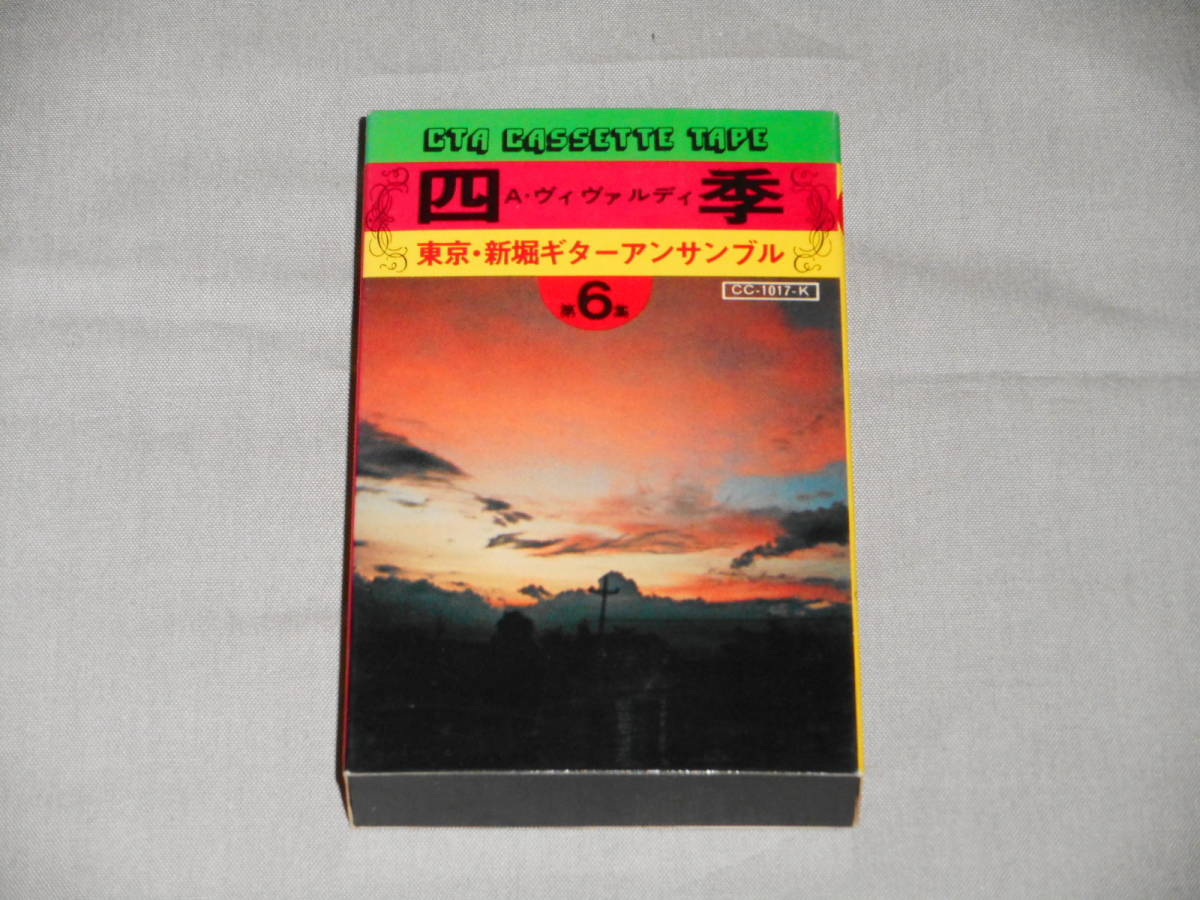 CTA CASSETTE TAPE
四 A・ヴィヴァルディ 季
東京・新堀ギターアンサンブル
第6集
CC-1017-K